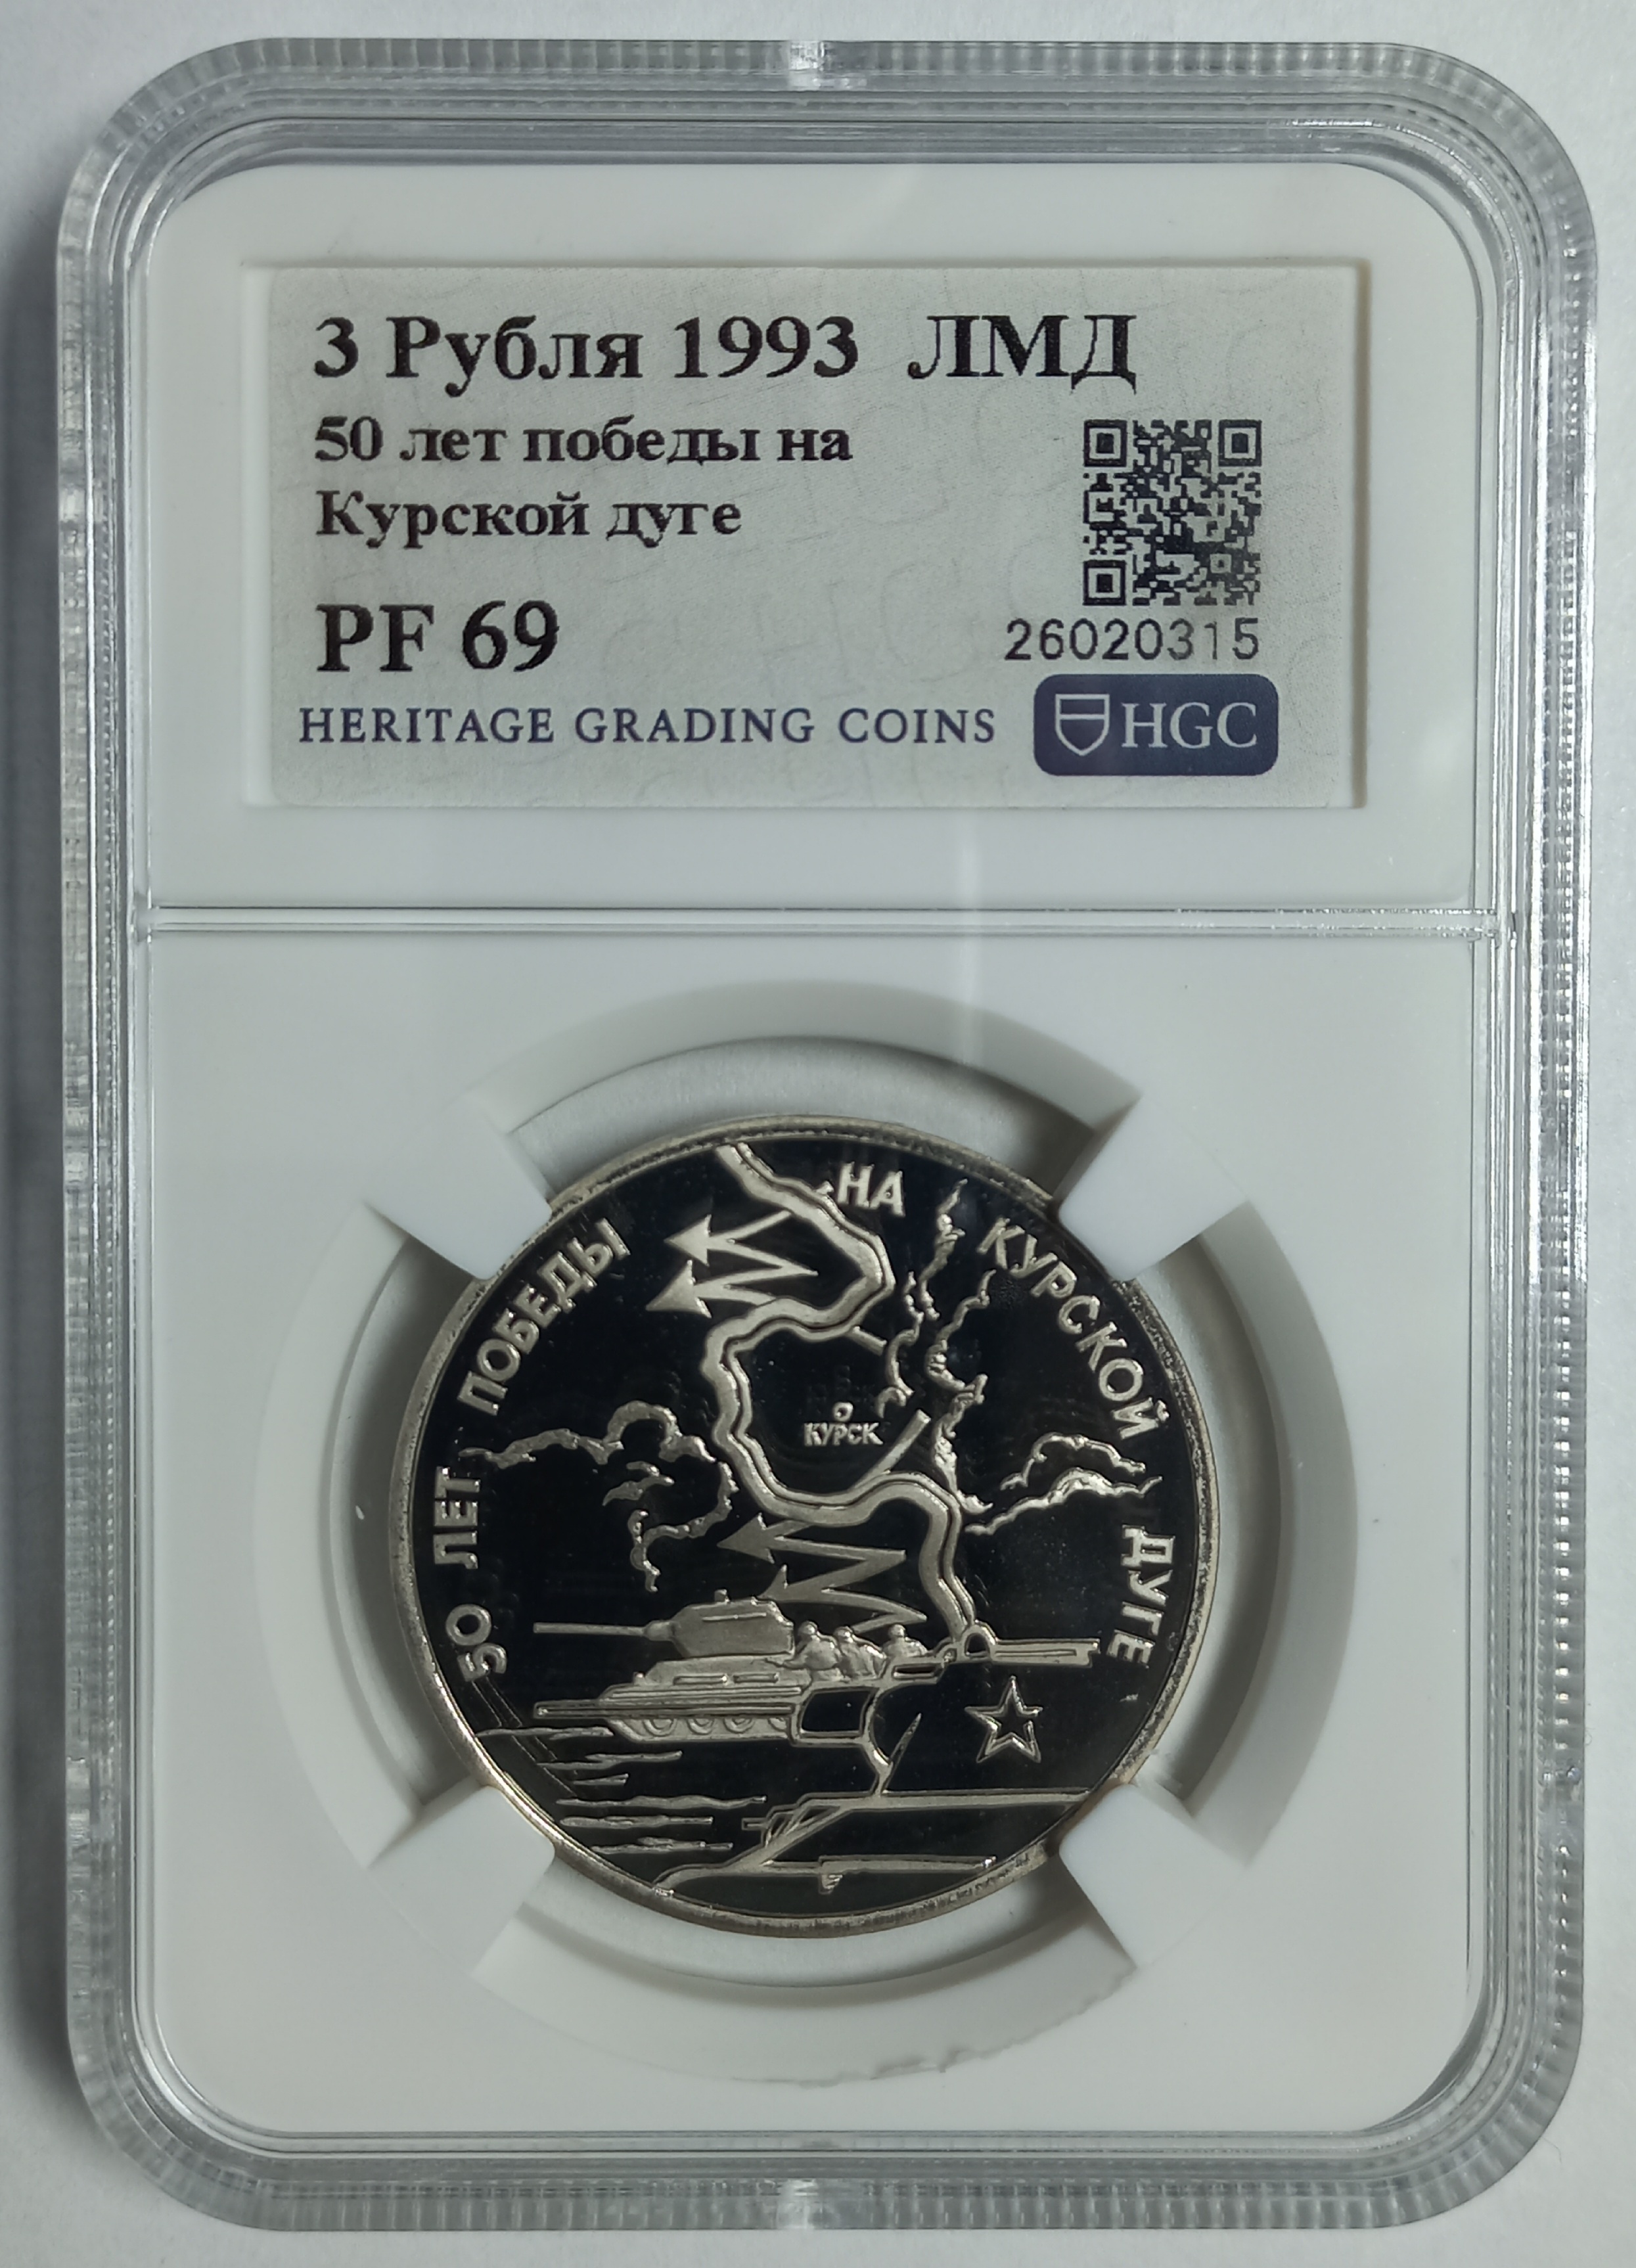 3 Рубля 1993 ЛМД
50 лет победы на
Курской дуге
PF 69
26020315
HERITAGE GRADING COINS
HGC
50 ЛЕТ ПОБЕДЫ НА КУРСКОЙ ДУГЕ
КУРСК